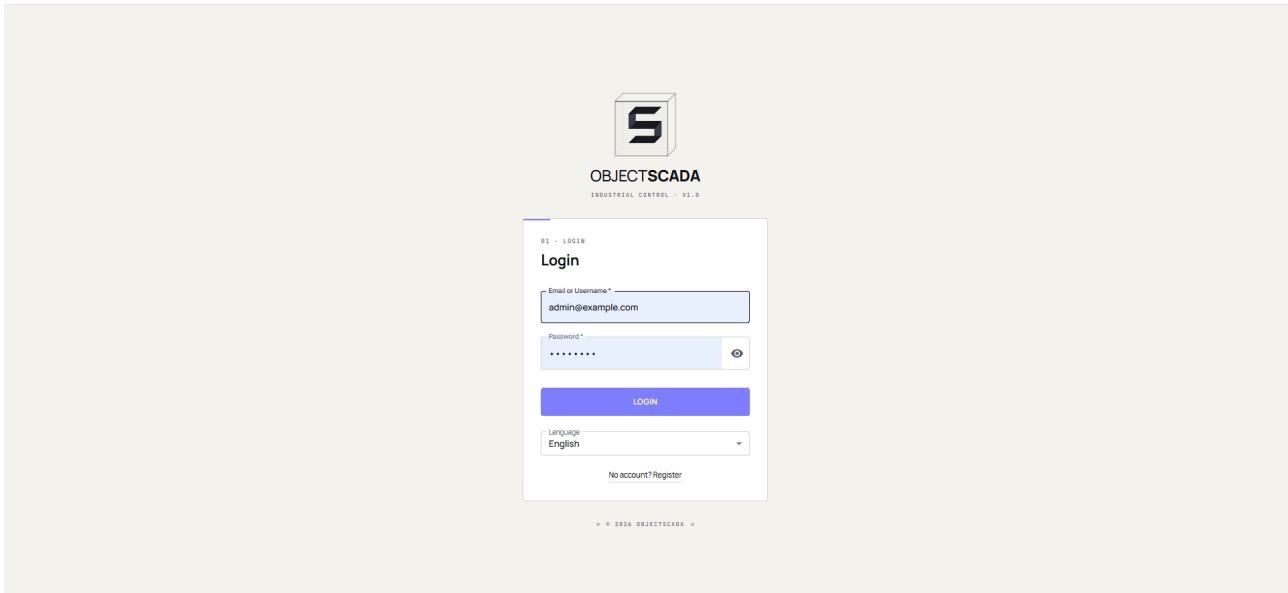 S
OBJECTSCADA
INDUSTRIAL CONTROL · V1.0
01 · LOGIN
Login
Email or Username *
admin@example.com
Password *
••••••••
LOGIN
Language
English
No account? Register
© 2026 OBJECTSCADA